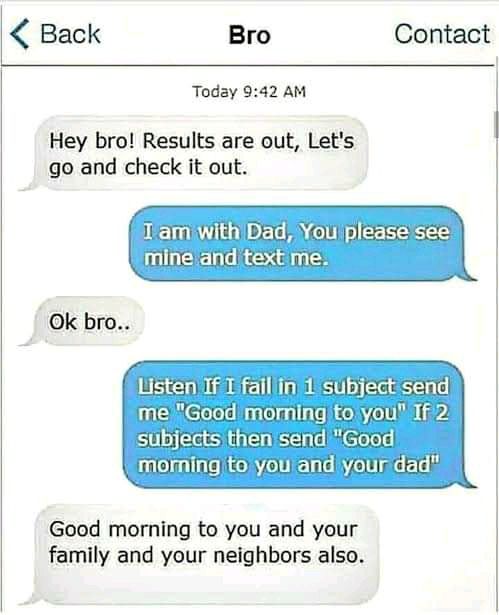 Back Bro Contact
Today 9:42 AM
Hey bro! Results are out, Let's
go and check it out.
I am with Dad, You please see
mine and text me.
Ok bro..
Listen If I fail in 1 subject send
me "Good morning to you" If 2
subjects then send "Good
morning to you and your dad"
Good morning to you and your
family and your neighbors also.